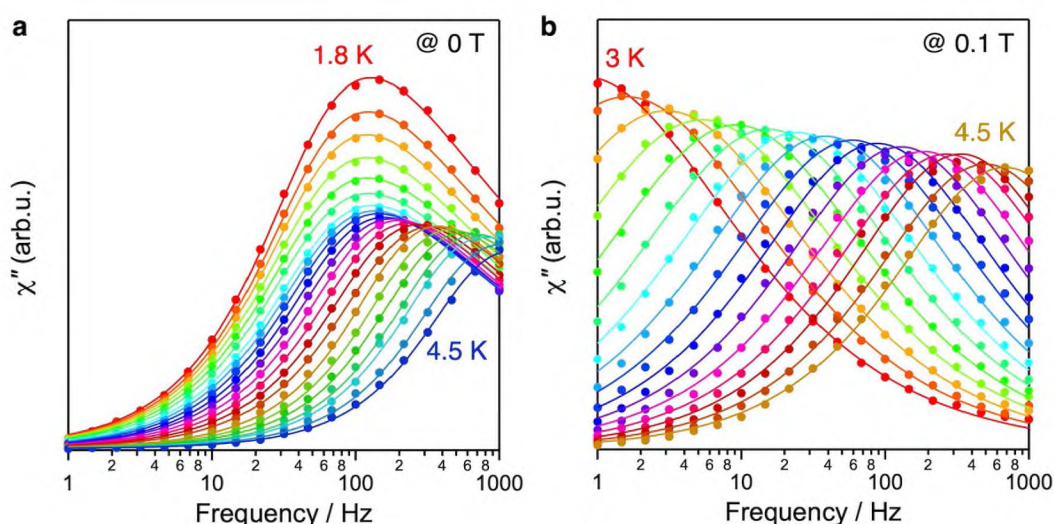 a
@ 0 T
1.8 K
4.5 K
χ″ (arb.u.)
1 2 4 6 8 10 2 4 6 8 100 2 4 6 8 1000
Frequency / Hz
b
@ 0.1 T
3 K
4.5 K
χ″ (arb.u.)
1 2 4 6 8 10 2 4 6 8 100 2 4 6 8 1000
Frequency / Hz